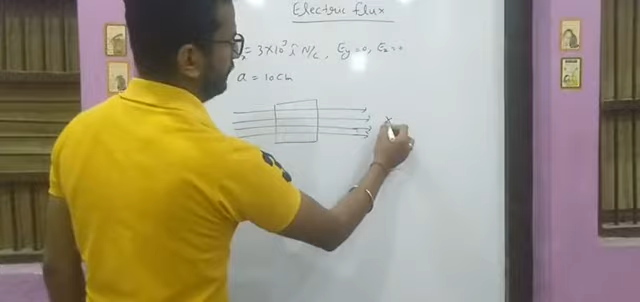 Electric flux
= 3×10³ î N/C, Ey=0, Ez=0
a = 10cm
x